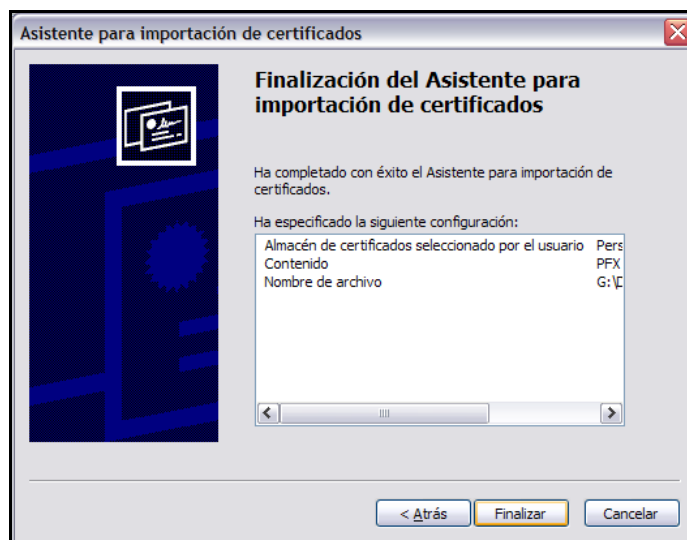 Asistente para importación de certificados
Finalización del Asistente para
importación de certificados
Ha completado con éxito el Asistente para importación de
certificados.
Ha especificado la siguiente configuración:
Almacén de certificados seleccionado por el usuario Pers
Contenido PFX
Nombre de archivo G:\D
< Atrás Finalizar Cancelar